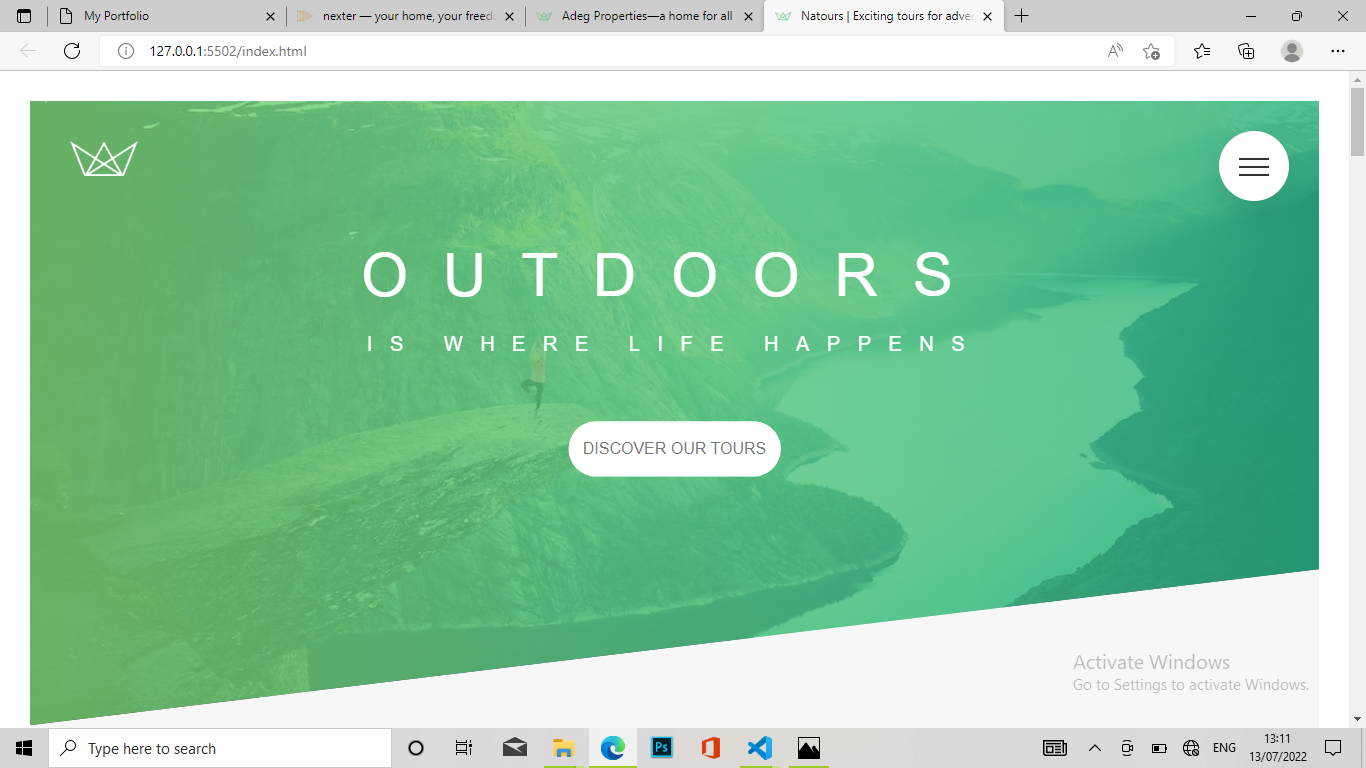 My Portfolio
nexter — your home, your freed
Adeg Properties—a home for all
Natours | Exciting tours for adve
127.0.0.1:5502/index.html
OUTDOORS
IS WHERE LIFE HAPPENS
DISCOVER OUR TOURS
Activate Windows
Go to Settings to activate Windows.
Type here to search
Ps
ENG
13:11
13/07/2022